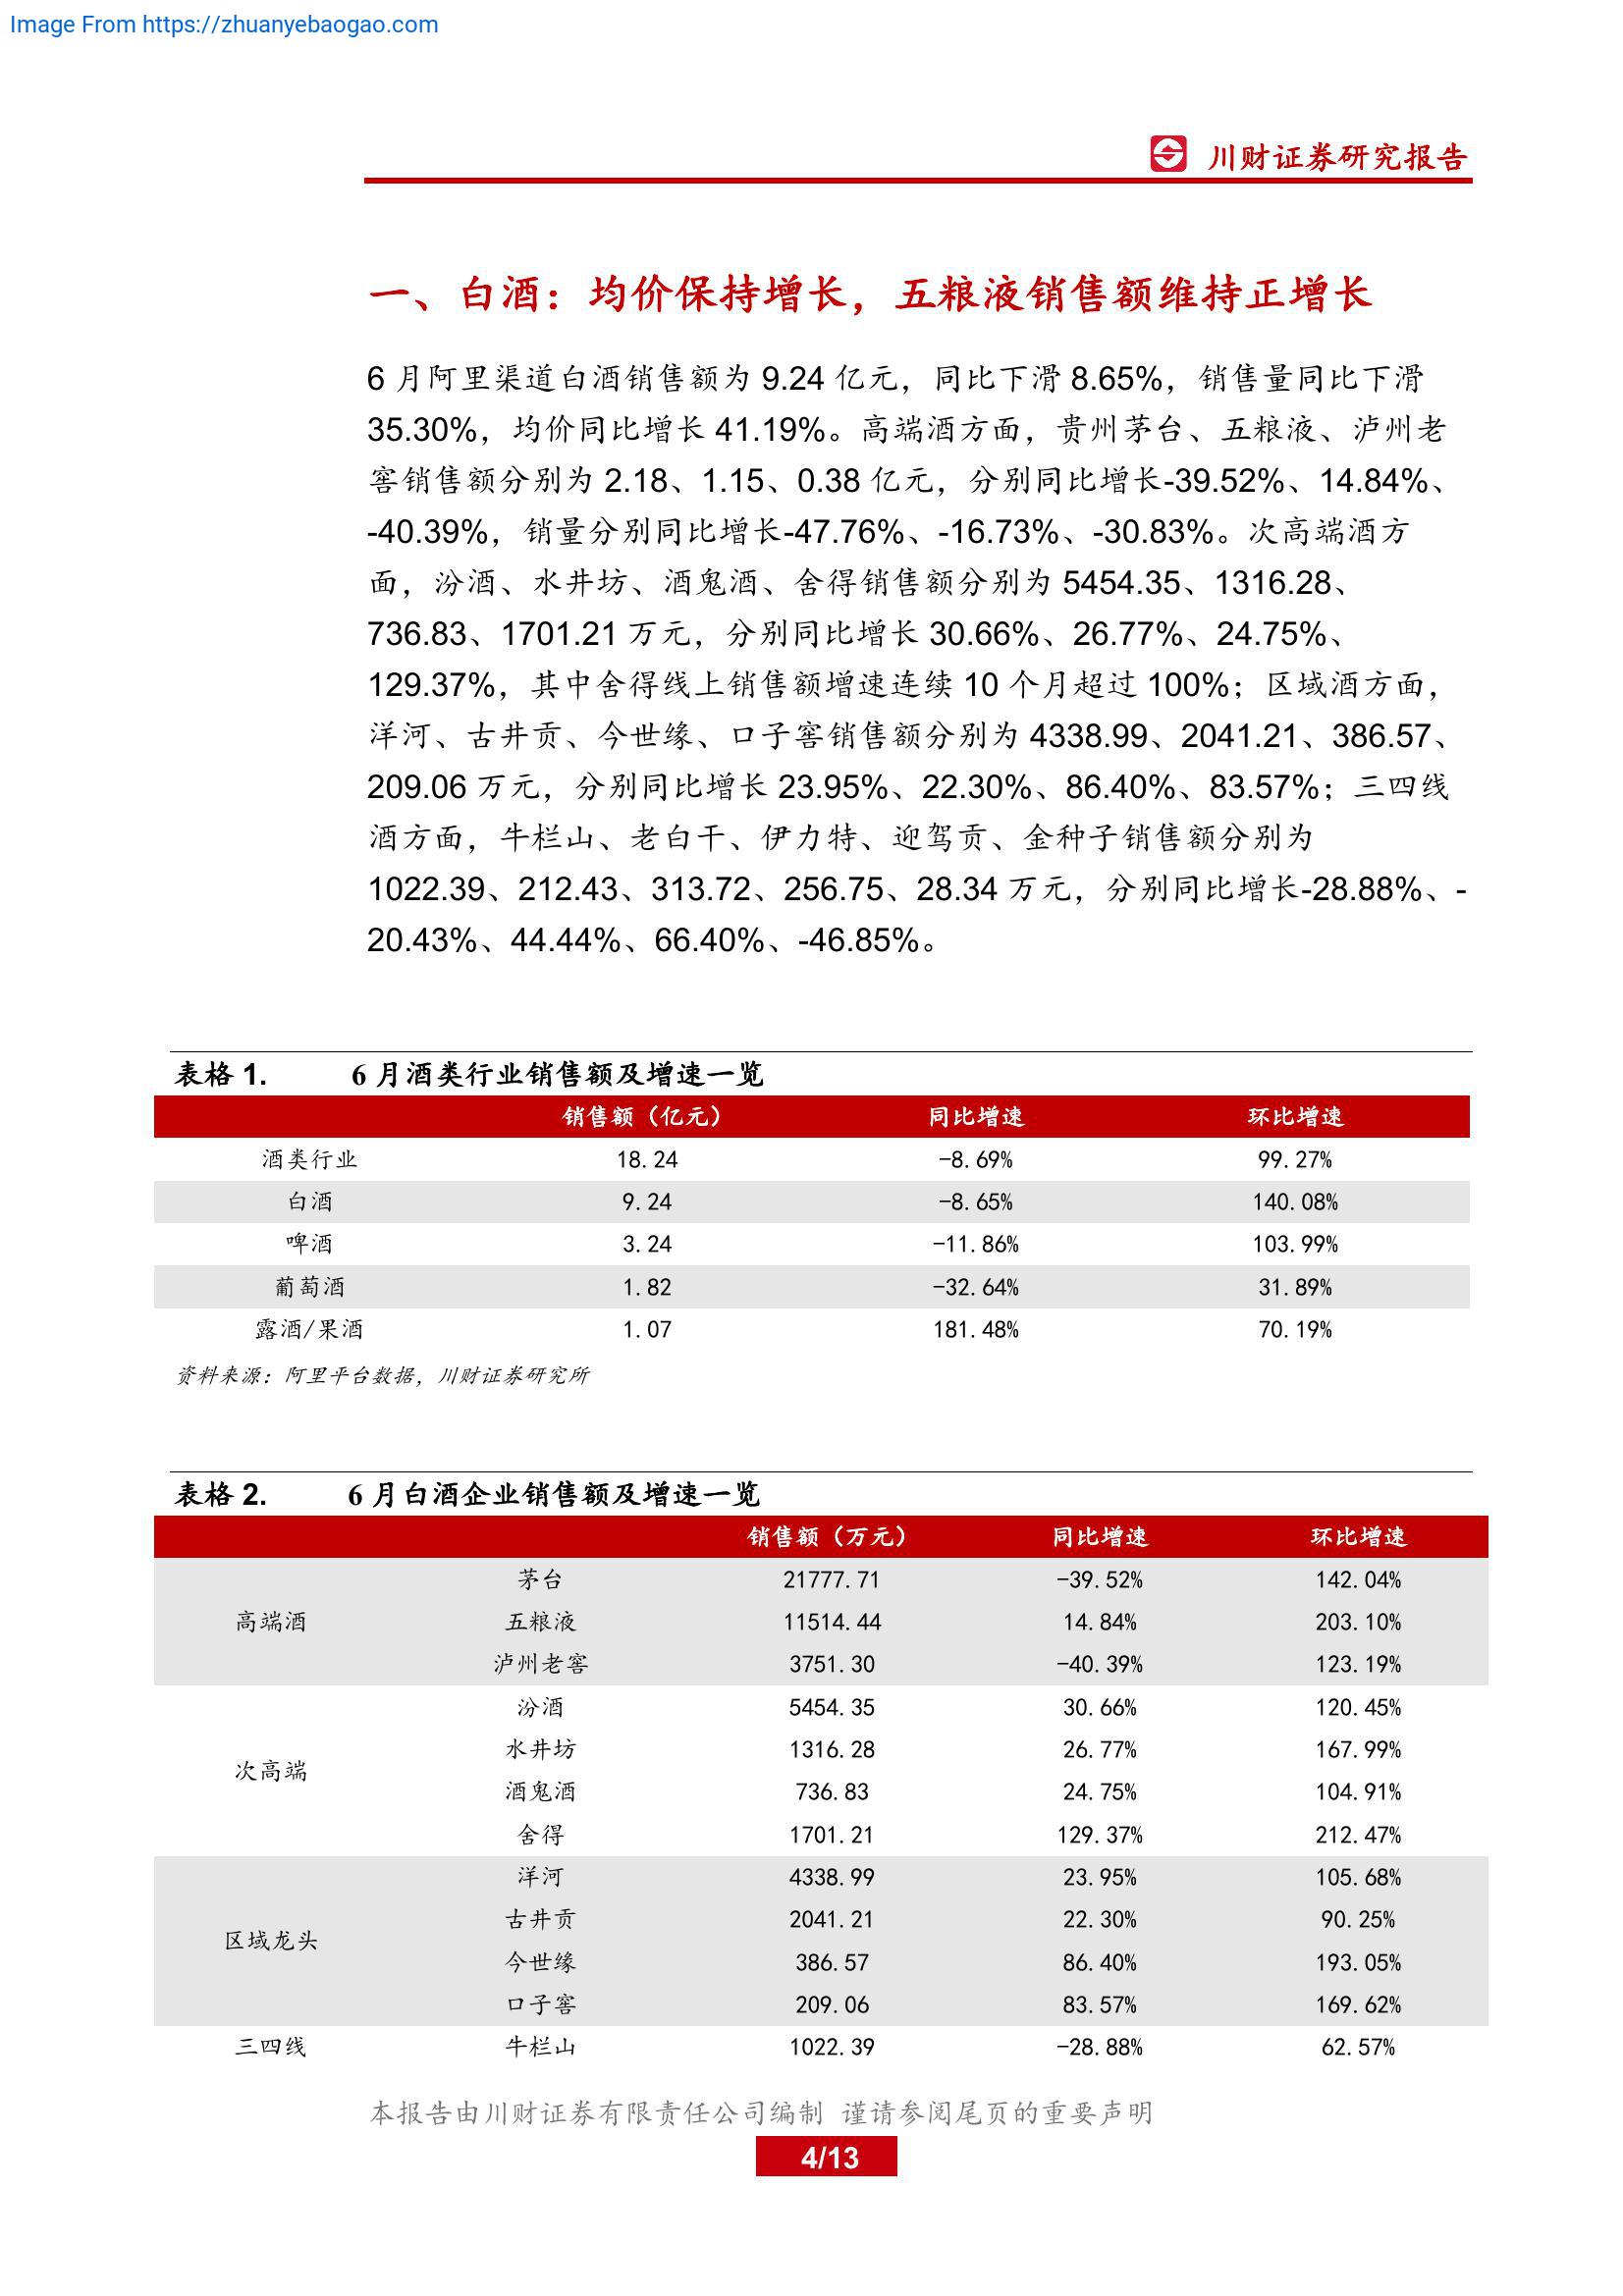 Image From https://zhuanyebaogao.com
川财证券研究报告
一、白酒：均价保持增长，五粮液销售额维持正增长
6 月阿里渠道白酒销售额为 9.24 亿元，同比下滑 8.65%，销售量同比下滑
35.30%，均价同比增长 41.19%。高端酒方面，贵州茅台、五粮液、泸州老
窖销售额分别为 2.18、1.15、0.38 亿元，分别同比增长-39.52%、14.84%、
-40.39%，销量分别同比增长-47.76%、-16.73%、-30.83%。次高端酒方
面，汾酒、水井坊、酒鬼酒、舍得销售额分别为 5454.35、1316.28、
736.83、1701.21 万元，分别同比增长 30.66%、26.77%、24.75%、
129.37%，其中舍得线上销售额增速连续 10 个月超过 100%；区域酒方面，
洋河、古井贡、今世缘、口子窖销售额分别为 4338.99、2041.21、386.57、
209.06 万元，分别同比增长 23.95%、22.30%、86.40%、83.57%；三四线
酒方面，牛栏山、老白干、伊力特、迎驾贡、金种子销售额分别为
1022.39、212.43、313.72、256.75、28.34 万元，分别同比增长-28.88%、-
20.43%、44.44%、66.40%、-46.85%。
表格 1. 6 月酒类行业销售额及增速一览
销售额（亿元） 同比增速 环比增速
酒类行业 18.24 -8.69% 99.27%
白酒 9.24 -8.65% 140.08%
啤酒 3.24 -11.86% 103.99%
葡萄酒 1.82 -32.64% 31.89%
露酒/果酒 1.07 181.48% 70.19%
资料来源：阿里平台数据，川财证券研究所
表格 2. 6 月白酒企业销售额及增速一览
销售额（万元） 同比增速 环比增速
茅台 21777.71 -39.52% 142.04%
高端酒 五粮液 11514.44 14.84% 203.10%
泸州老窖 3751.30 -40.39% 123.19%
汾酒 5454.35 30.66% 120.45%
水井坊 1316.28 26.77% 167.99%
次高端
酒鬼酒 736.83 24.75% 104.91%
舍得 1701.21 129.37% 212.47%
洋河 4338.99 23.95% 105.68%
古井贡 2041.21 22.30% 90.25%
区域龙头
今世缘 386.57 86.40% 193.05%
口子窖 209.06 83.57% 169.62%
三四线 牛栏山 1022.39 -28.88% 62.57%
本报告由川财证券有限责任公司编制 谨请参阅尾页的重要声明
4/13